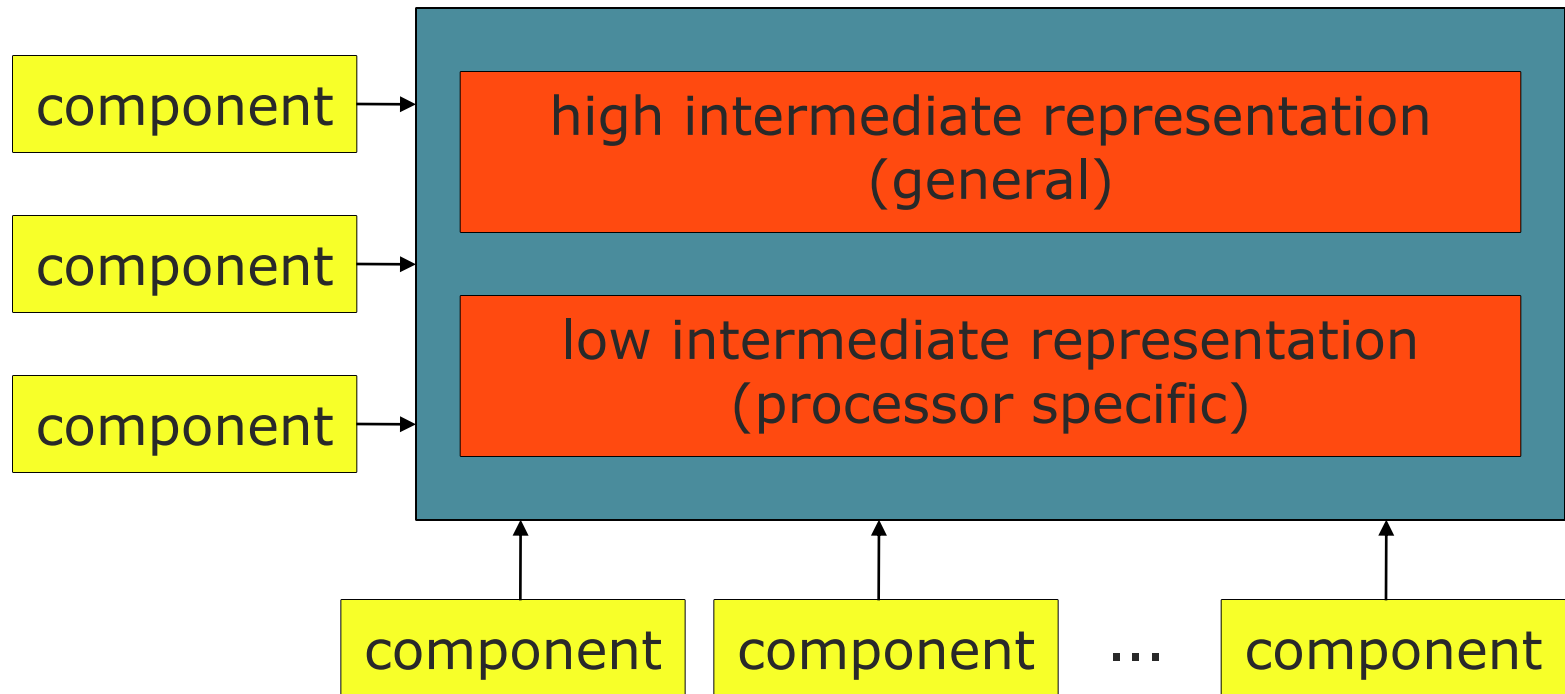 component
high intermediate representation
(general)
component
low intermediate representation
(processor specific)
component
component
component
...
component